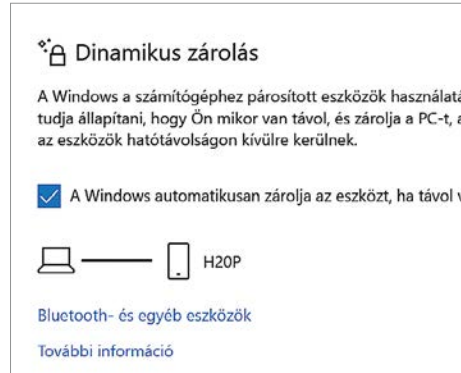 Dinamikus zárolás
A Windows a számítógéphez párosított eszközök
tudja állapítani, hogy Ön mikor van távol, és zárolja a PC-t,
az eszközök hatótávolságon kívülre kerülnek.
A Windows automatikusan zárolja az eszközt, ha távol
H20P
Bluetooth- és egyéb eszközök
További információ